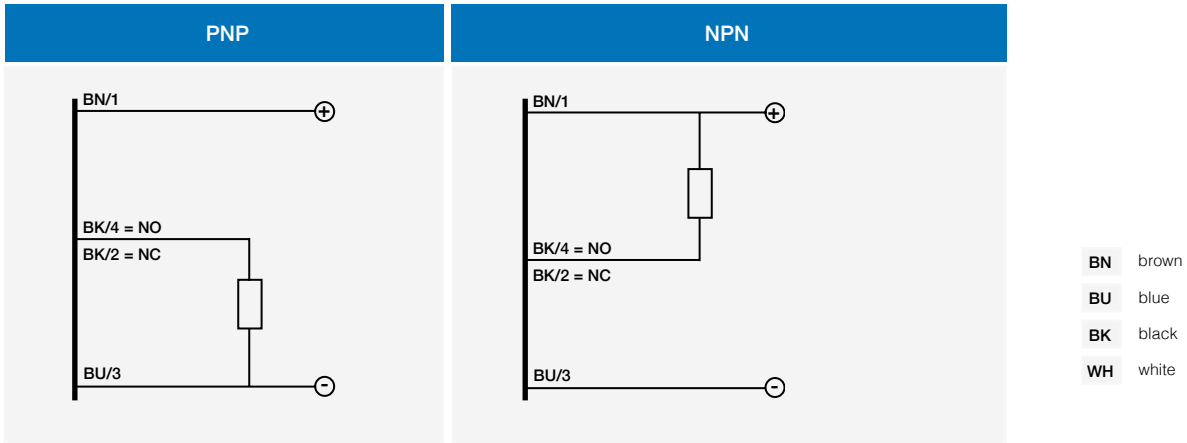 PNP
BN/1
+
BK/4 = NO
BK/2 = NC
BU/3
-
NPN
BN/1
+
BK/4 = NO
BK/2 = NC
BU/3
-
BN brown
BU blue
BK black
WH white